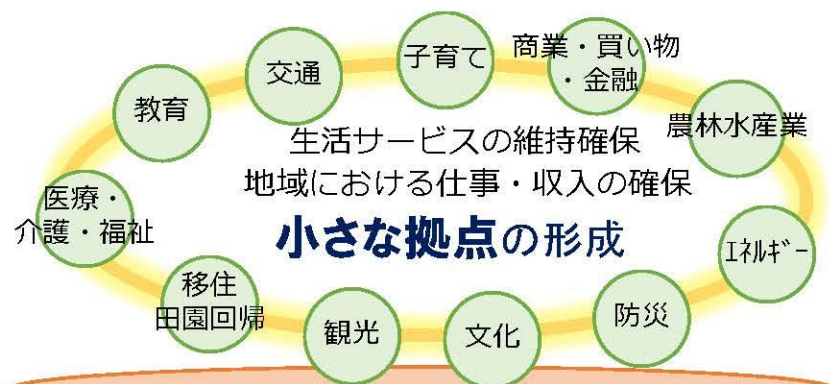 子育て
商業・買い物
・金融
交通
教育
農林水産業
生活サービスの維持確保
地域における仕事・収入の確保
小さな拠点の形成
医療・
介護・福祉
ｴﾈﾙｷﾞｰ
移住
田園回帰
観光
文化
防災